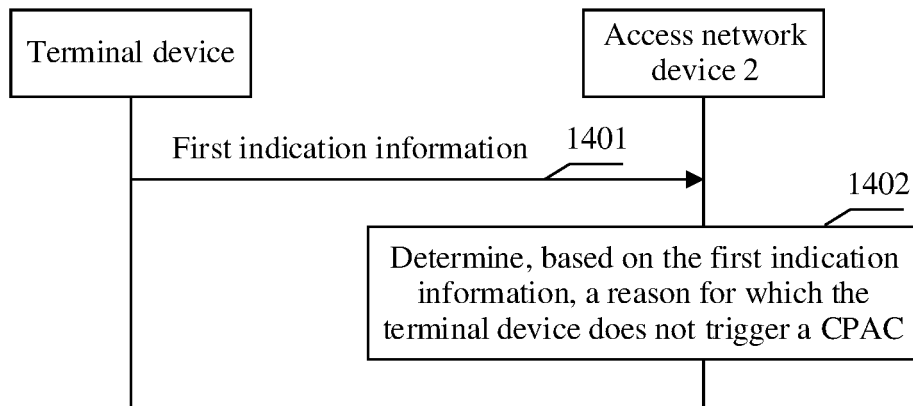 Terminal device
Access network
device 2
First indication information
1401
1402
Determine, based on the first indication
information, a reason for which the
terminal device does not trigger a CPAC